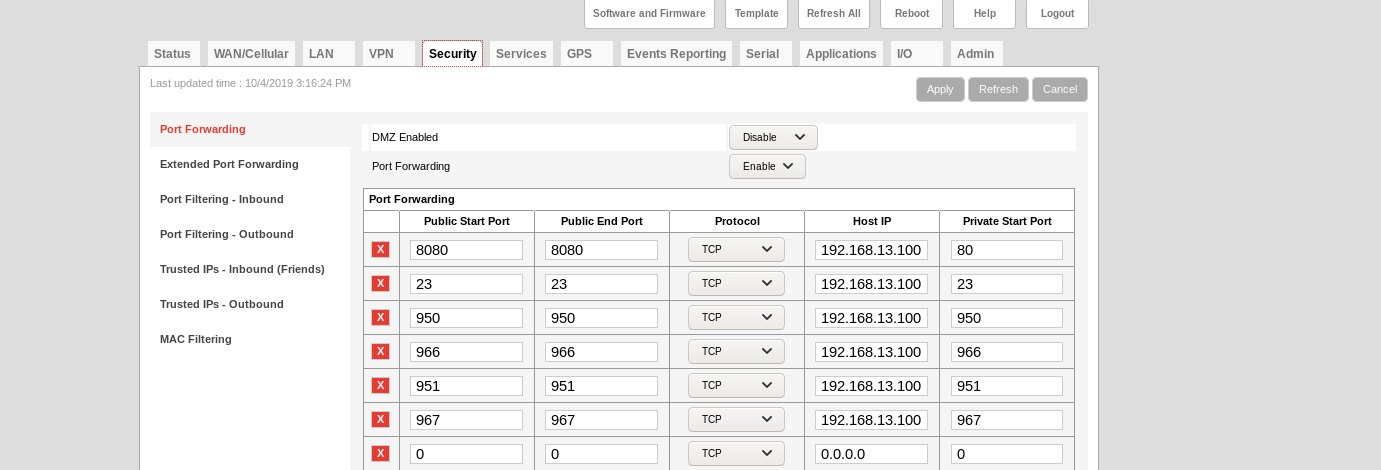 Software and Firmware Template Refresh All Reboot Help Logout
Status WAN/Cellular LAN VPN Security Services GPS Events Reporting Serial Applications I/O Admin
Last updated time : 10/4/2019 3:16:24 PM
Apply Refresh Cancel
Port Forwarding
Extended Port Forwarding
Port Filtering - Inbound
Port Filtering - Outbound
Trusted IPs - Inbound (Friends)
Trusted IPs - Outbound
MAC Filtering
DMZ Enabled Disable
Port Forwarding Enable
Port Forwarding
Public Start Port Public End Port Protocol Host IP Private Start Port
X 8080 8080 TCP 192.168.13.100 80
X 23 23 TCP 192.168.13.100 23
X 950 950 TCP 192.168.13.100 950
X 966 966 TCP 192.168.13.100 966
X 951 951 TCP 192.168.13.100 951
X 967 967 TCP 192.168.13.100 967
X 0 0 TCP 0.0.0.0 0